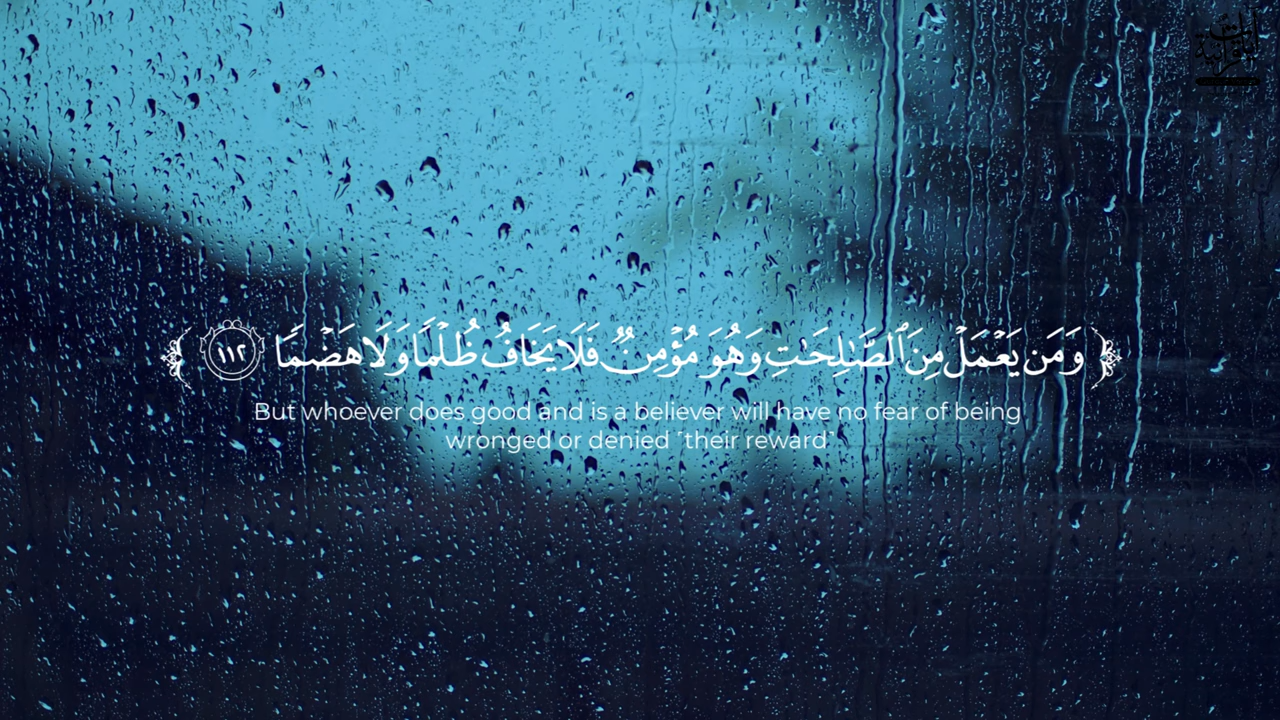 وَمَن يَعْمَلْ مِنَ ٱلصَّـٰلِحَـٰتِ وَهُوَ مُؤْمِنٌ فَلَا يَخَافُ ظُلْمًا وَلَا هَضْمًا ١١٢
But whoever does good and is a believer will have no fear of being
wronged or denied ˹their reward˺